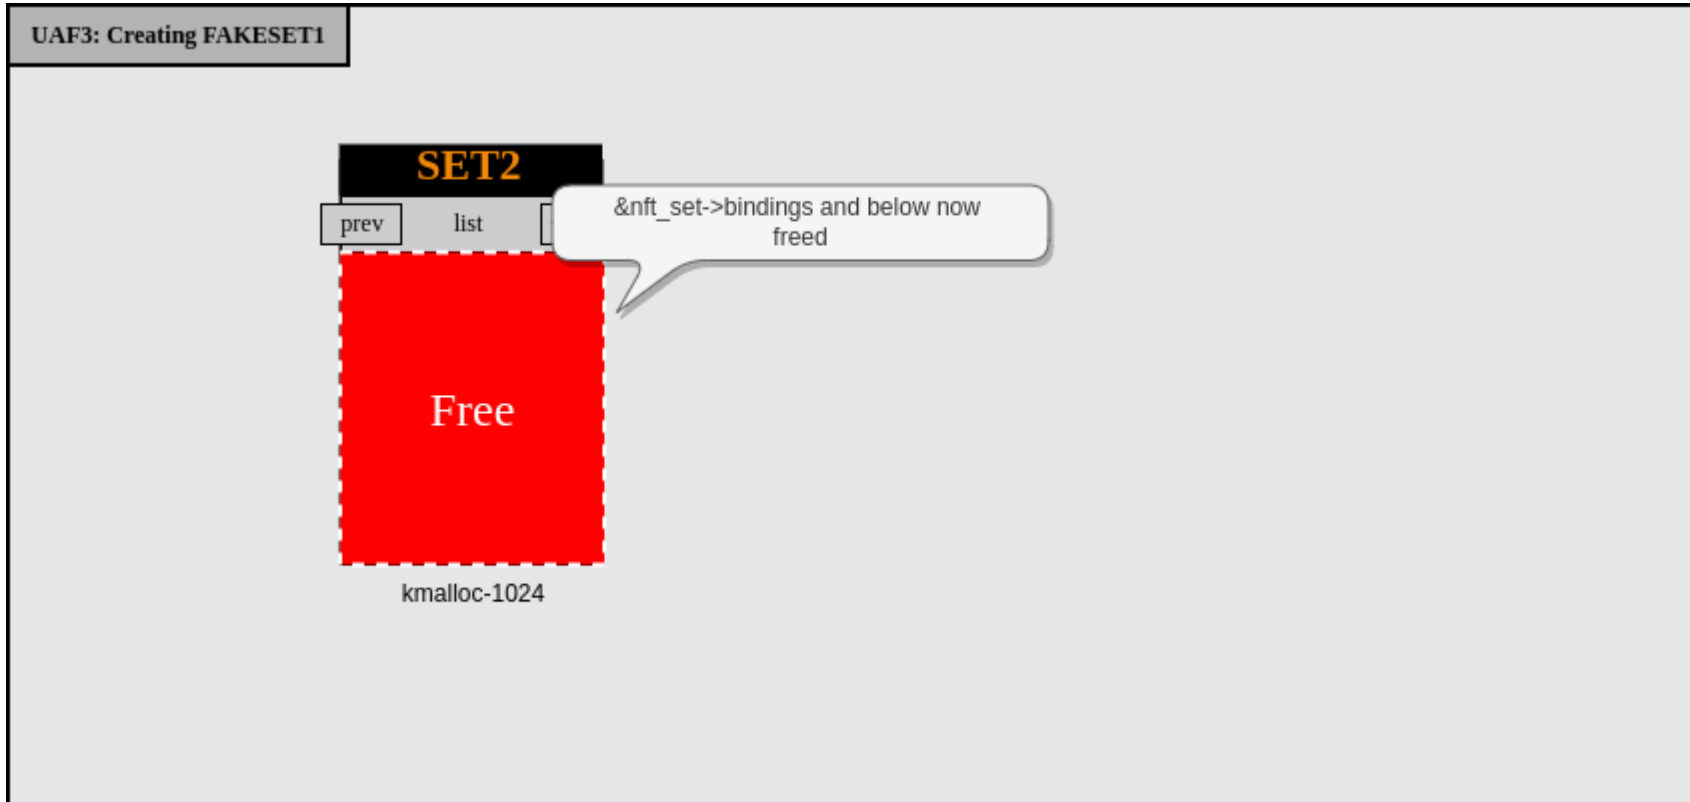 UAF3: Creating FAKESET1
SET2
prev list
&nft_set->bindings and below now
freed
Free
kmalloc-1024